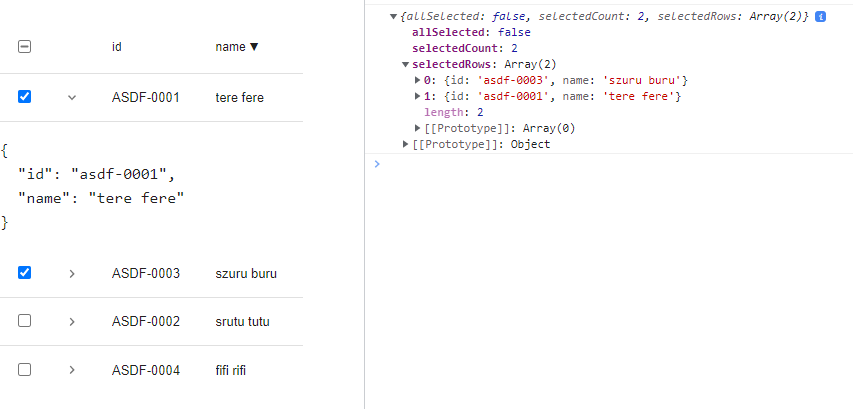 id name ▼
ASDF-0001 tere fere
{
"id": "asdf-0001",
"name": "tere fere"
}
ASDF-0003 szuru buru
ASDF-0002 srutu tutu
ASDF-0004 fifi rifi
▼{allSelected: false, selectedCount: 2, selectedRows: Array(2)} i
allSelected: false
selectedCount: 2
▼selectedRows: Array(2)
▶0: {id: 'asdf-0003', name: 'szuru buru'}
▶1: {id: 'asdf-0001', name: 'tere fere'}
length: 2
▶[[Prototype]]: Array(0)
▶[[Prototype]]: Object
>